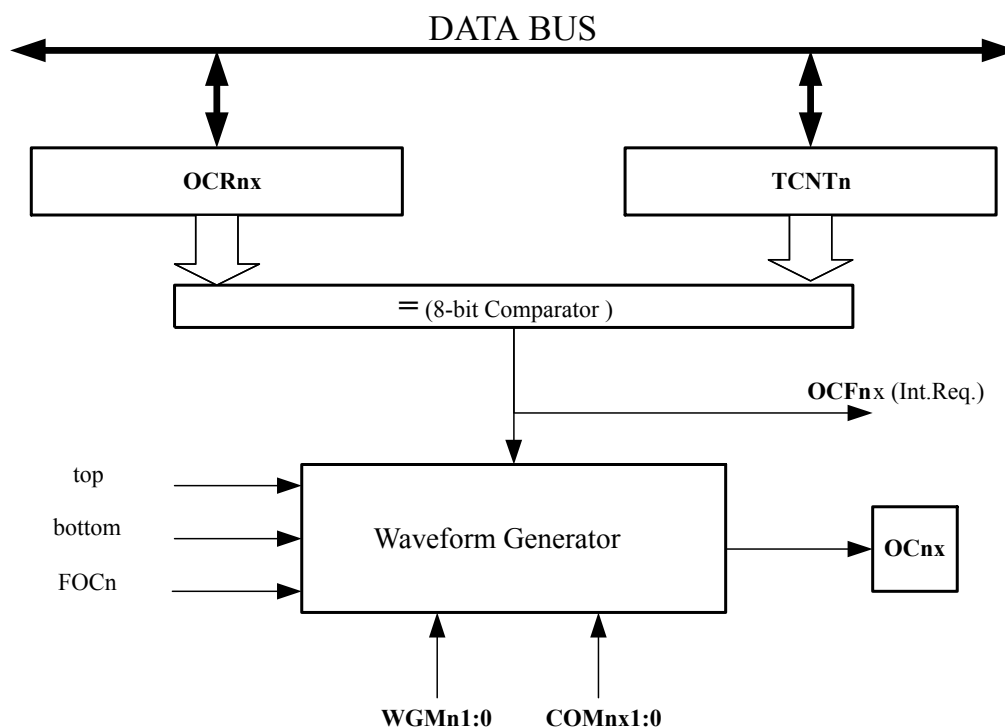 DATA BUS
OCRnx
TCNTn
= (8-bit Comparator )
OCFnx (Int.Req.)
top
bottom
FOCn
Waveform Generator
OCnx
WGMn1:0
COMnx1:0